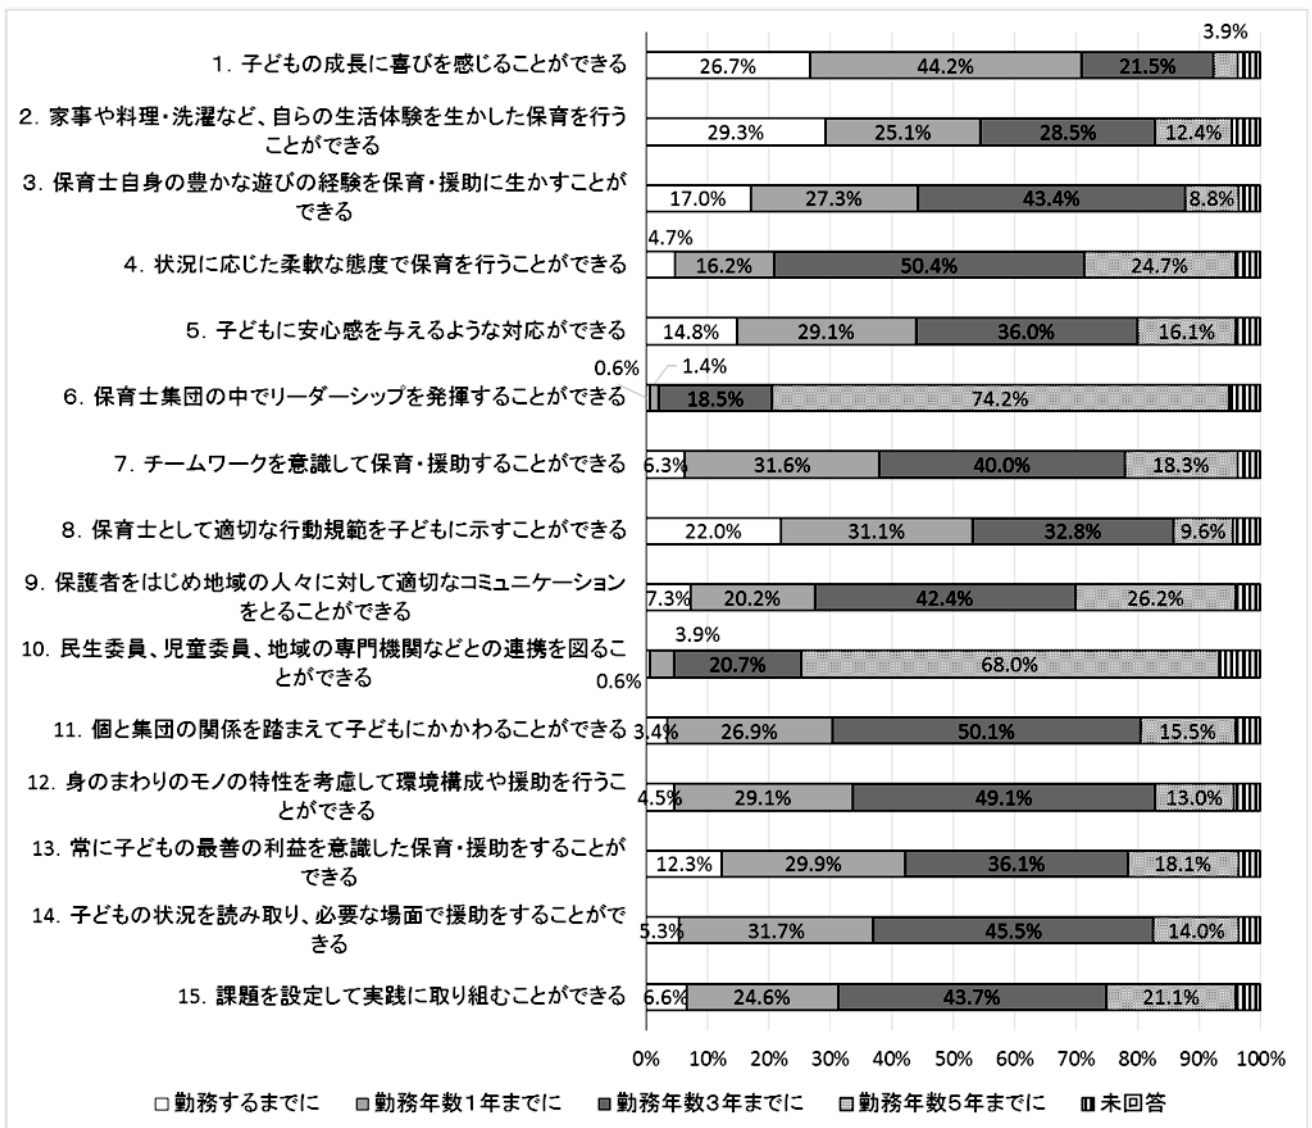 3.9%
1．子どもの成長に喜びを感じることができる
26.7% 44.2% 21.5%
2．家事や料理・洗濯など、自らの生活体験を生かした保育を行う
ことができる
29.3% 25.1% 28.5% 12.4%
3．保育士自身の豊かな遊びの経験を保育・援助に生かすことが
できる
17.0% 27.3% 43.4% 8.8%
4.7%
4．状況に応じた柔軟な態度で保育を行うことができる
16.2% 50.4% 24.7%
5．子どもに安心感を与えるような対応ができる
14.8% 29.1% 36.0% 16.1%
0.6% 1.4%
6．保育士集団の中でリーダーシップを発揮することができる
18.5% 74.2%
7．チームワークを意識して保育・援助することができる
6.3% 31.6% 40.0% 18.3%
8．保育士として適切な行動規範を子どもに示すことができる
22.0% 31.1% 32.8% 9.6%
9．保護者をはじめ地域の人々に対して適切なコミュニケーション
をとることができる
7.3% 20.2% 42.4% 26.2%
3.9%
10．民生委員、児童委員、地域の専門機関などとの連携を図るこ
とができる
0.6%
20.7% 68.0%
11．個と集団の関係を踏まえて子どもにかかわることができる
3.4% 26.9% 50.1% 15.5%
12．身のまわりのモノの特性を考慮して環境構成や援助を行うこ
とができる
4.5% 29.1% 49.1% 13.0%
13．常に子どもの最善の利益を意識した保育・援助をすることが
できる
12.3% 29.9% 36.1% 18.1%
14．子どもの状況を読み取り、必要な場面で援助をすることがで
きる
5.3% 31.7% 45.5% 14.0%
15．課題を設定して実践に取り組むことができる
6.6% 24.6% 43.7% 21.1%
0% 10% 20% 30% 40% 50% 60% 70% 80% 90% 100%
勤務するまでに 勤務年数1年までに 勤務年数3年までに 勤務年数5年までに 未回答